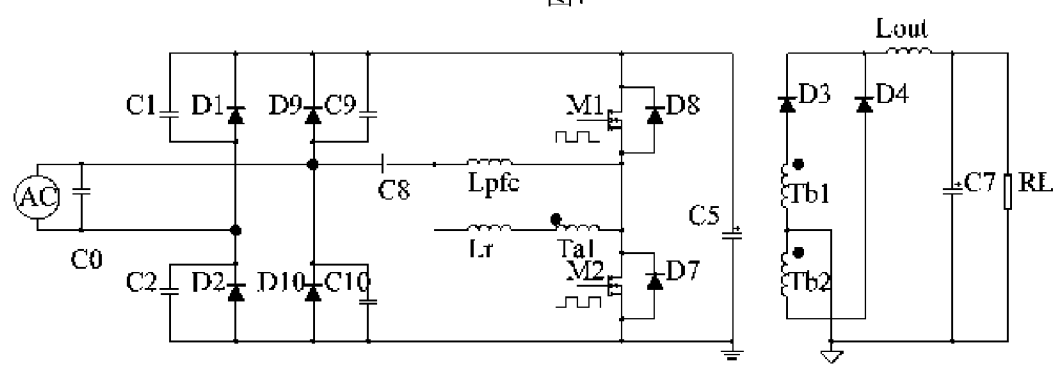 Lout
C1 D1 D9 C9 M1 D8 D3 D4
AC C8 Lpfc Tb1 C7 RL
C5
C0 Lr Ta1
C2 D2 D10 C10 M2 D7 Tb2